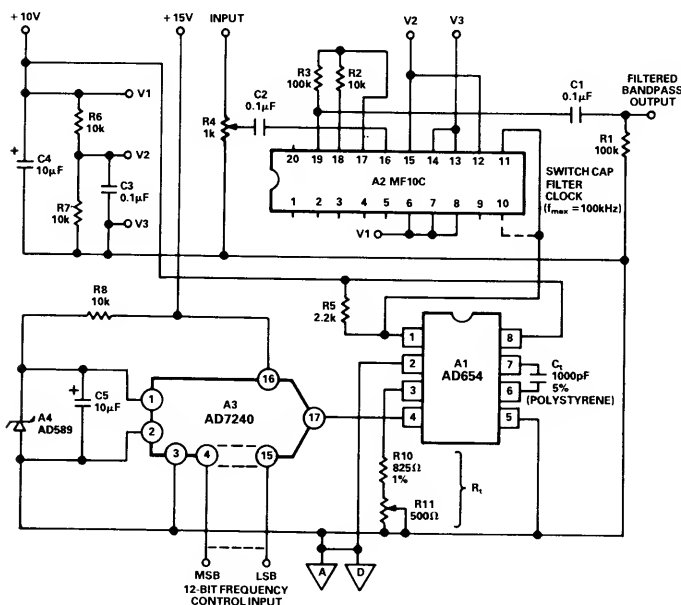 +10V
+15V
INPUT
V2
V3
R3
100k
R2
10k
C1
0.1μF
FILTERED
BANDPASS
OUTPUT
V1
R6
10k
R4
1k
C2
0.1μF
R1
100k
C4
10μF
+
V2
C3
0.1μF
R7
10k
V3
20 19 18 17 16 15 14 13 12 11
A2 MF10C
1 2 3 4 5 6 7 8 9 10
V1
SWITCH CAP
FILTER
CLOCK
(fmax = 100kHz)
R8
10k
R5
2.2k
1
2
3
4
A1
AD654
8
7
6
5
Ct
1000pF
5%
(POLYSTYRENE)
A4
AD589
+
C5
10μF
1
2
3
4
15
16
17
A3
AD7240
R10
825Ω
1%
R11
500Ω
Rt
MSB
LSB
12-BIT FREQUENCY
CONTROL INPUT
A
D